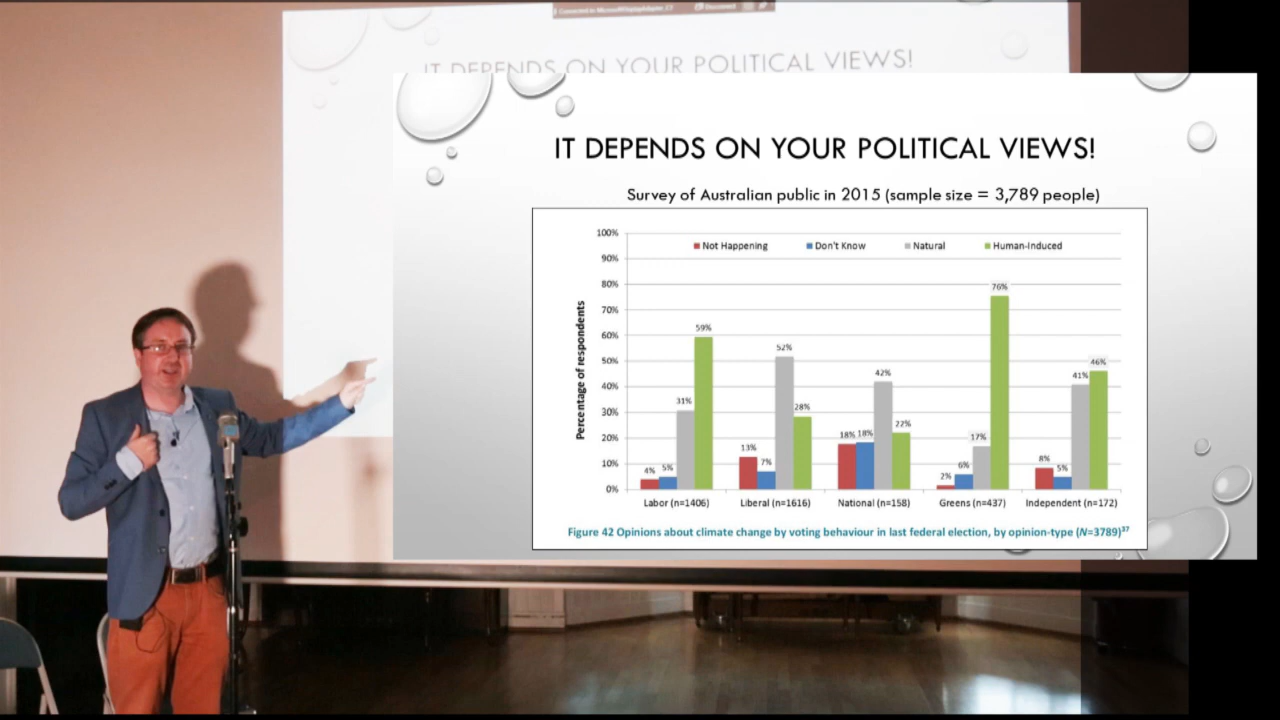 Connected to
Disconnect
IT DEPENDS ON YOUR POLITICAL VIEWS!
IT DEPENDS ON YOUR POLITICAL VIEWS!
Survey of Australian public in 2015 (sample size = 3,789 people)
100%
90%
80%
70%
60%
50%
40%
30%
20%
10%
0%
Percentage of respondents
Not Happening Don't Know Natural Human-Induced
4% 5% 31% 59%
13% 7% 52% 28%
18% 18% 42% 22%
2% 6% 17% 76%
8% 5% 41% 46%
Labor (n=1406) Liberal (n=1616) National (n=158) Greens (n=437) Independent (n=172)
Figure 42 Opinions about climate change by voting behaviour in last federal election, by opinion-type (N=3789)³⁷